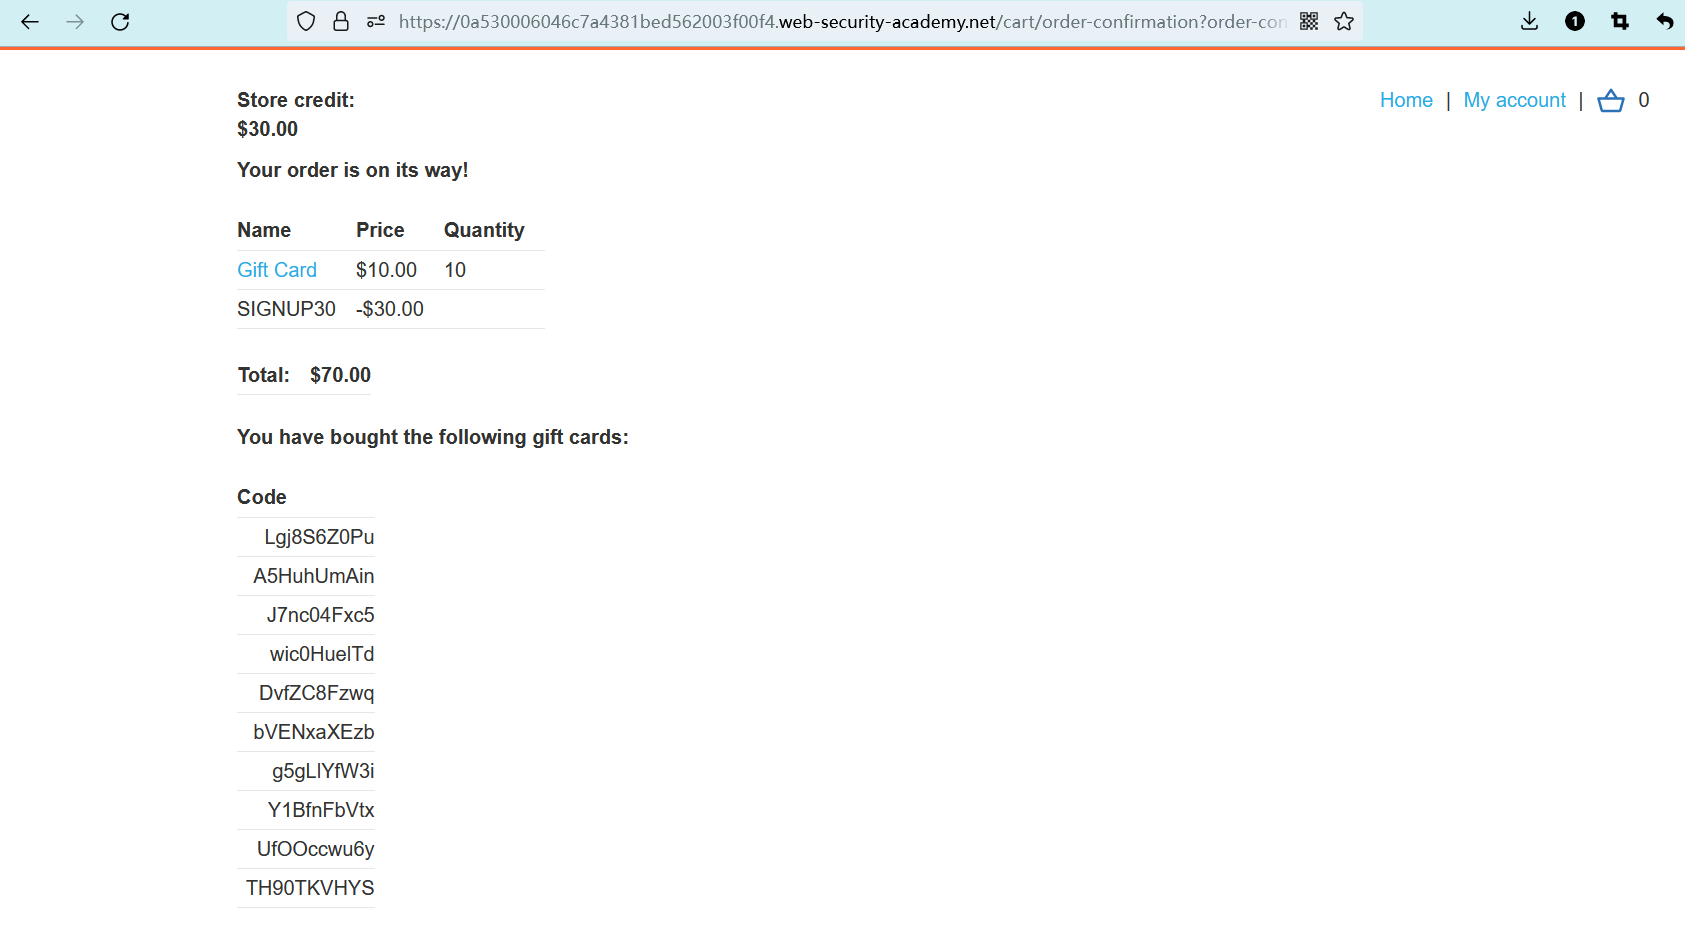 https://0a530006046c7a4381bed562003f00f4.web-security-academy.net/cart/order-confirmation?order-con
1
Store credit:
$30.00
Home | My account | 0
Your order is on its way!
Name Price Quantity
Gift Card $10.00 10
SIGNUP30 -$30.00
Total: $70.00
You have bought the following gift cards:
Code
Lgj8S6Z0Pu
A5HuhUmAin
J7nc04Fxc5
wic0HuelTd
DvfZC8Fzwq
bVENxaXEzb
g5gLlYfW3i
Y1BfnFbVtx
UfOOccwu6y
TH90TKVHYS